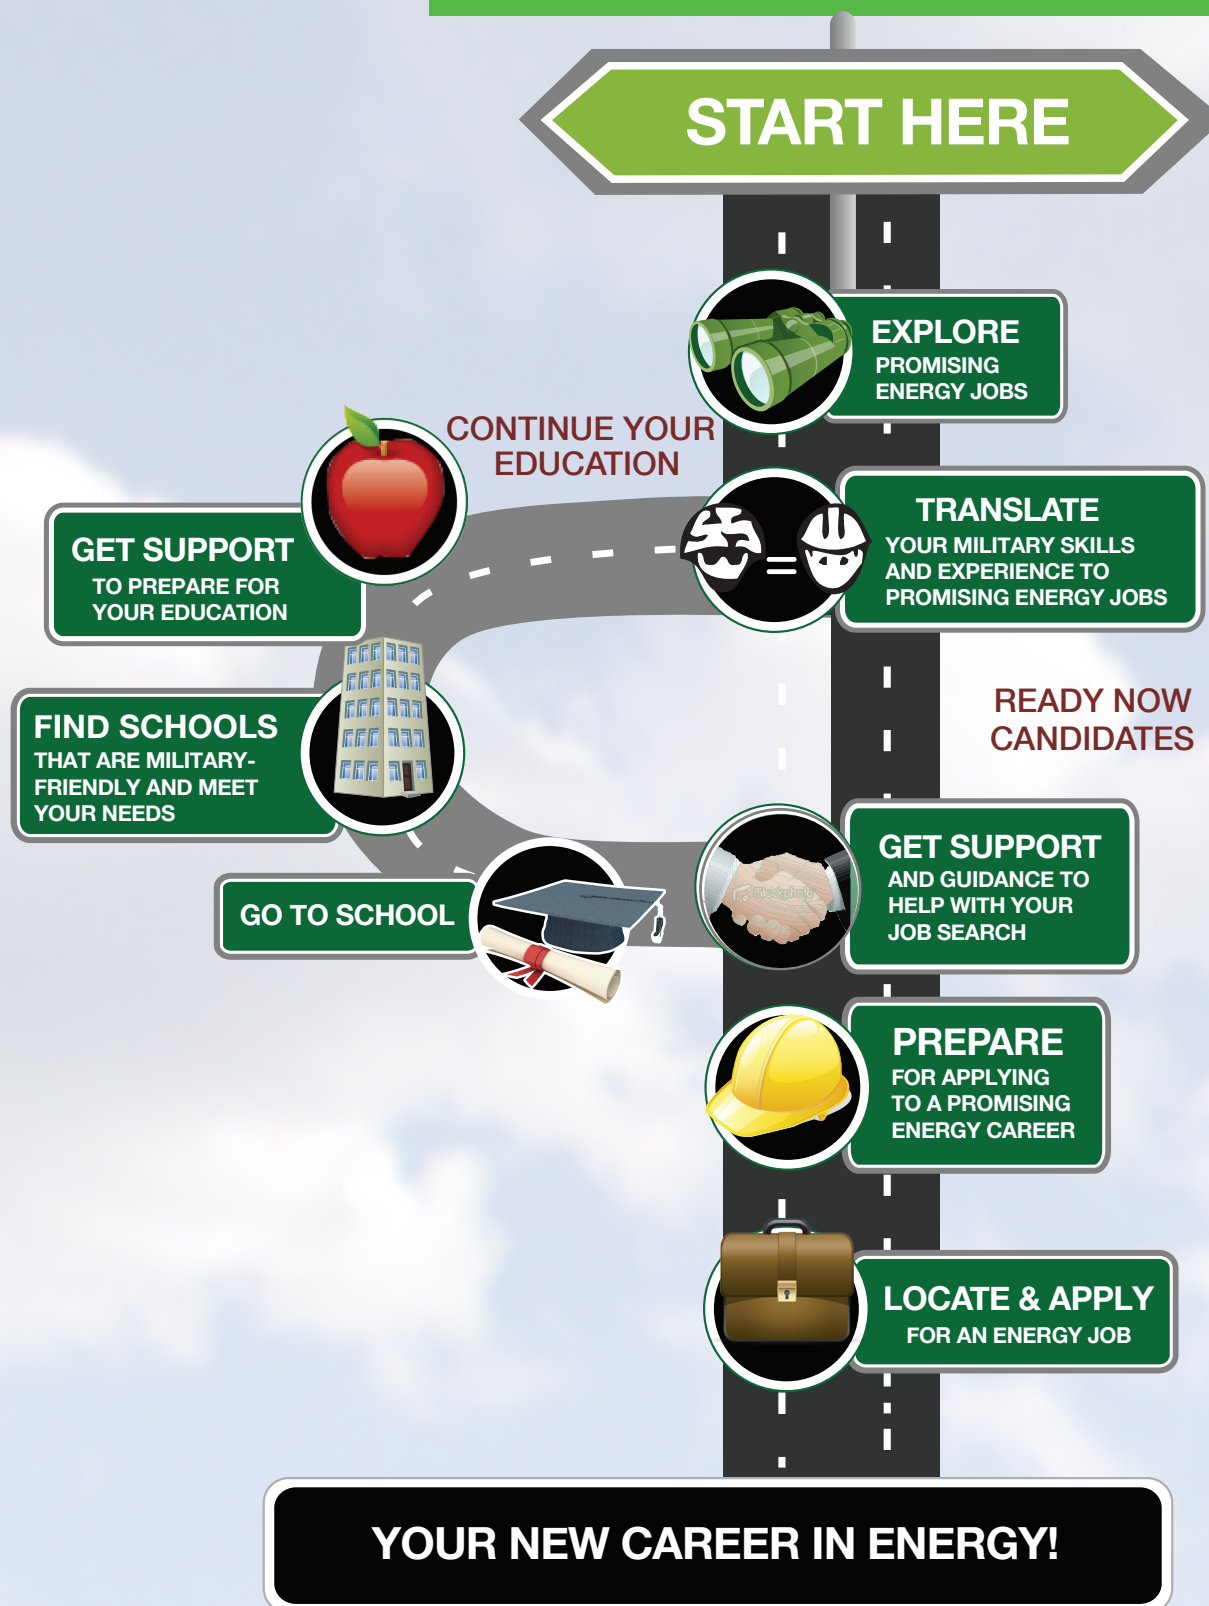 START HERE
EXPLORE
PROMISING
ENERGY JOBS
CONTINUE YOUR
EDUCATION
TRANSLATE
YOUR MILITARY SKILLS
AND EXPERIENCE TO
PROMISING ENERGY JOBS
=
GET SUPPORT
TO PREPARE FOR
YOUR EDUCATION
FIND SCHOOLS
THAT ARE MILITARY-
FRIENDLY AND MEET
YOUR NEEDS
GO TO SCHOOL
READY NOW
CANDIDATES
GET SUPPORT
AND GUIDANCE TO
HELP WITH YOUR
JOB SEARCH
PREPARE
FOR APPLYING
TO A PROMISING
ENERGY CAREER
LOCATE & APPLY
FOR AN ENERGY JOB
YOUR NEW CAREER IN ENERGY!